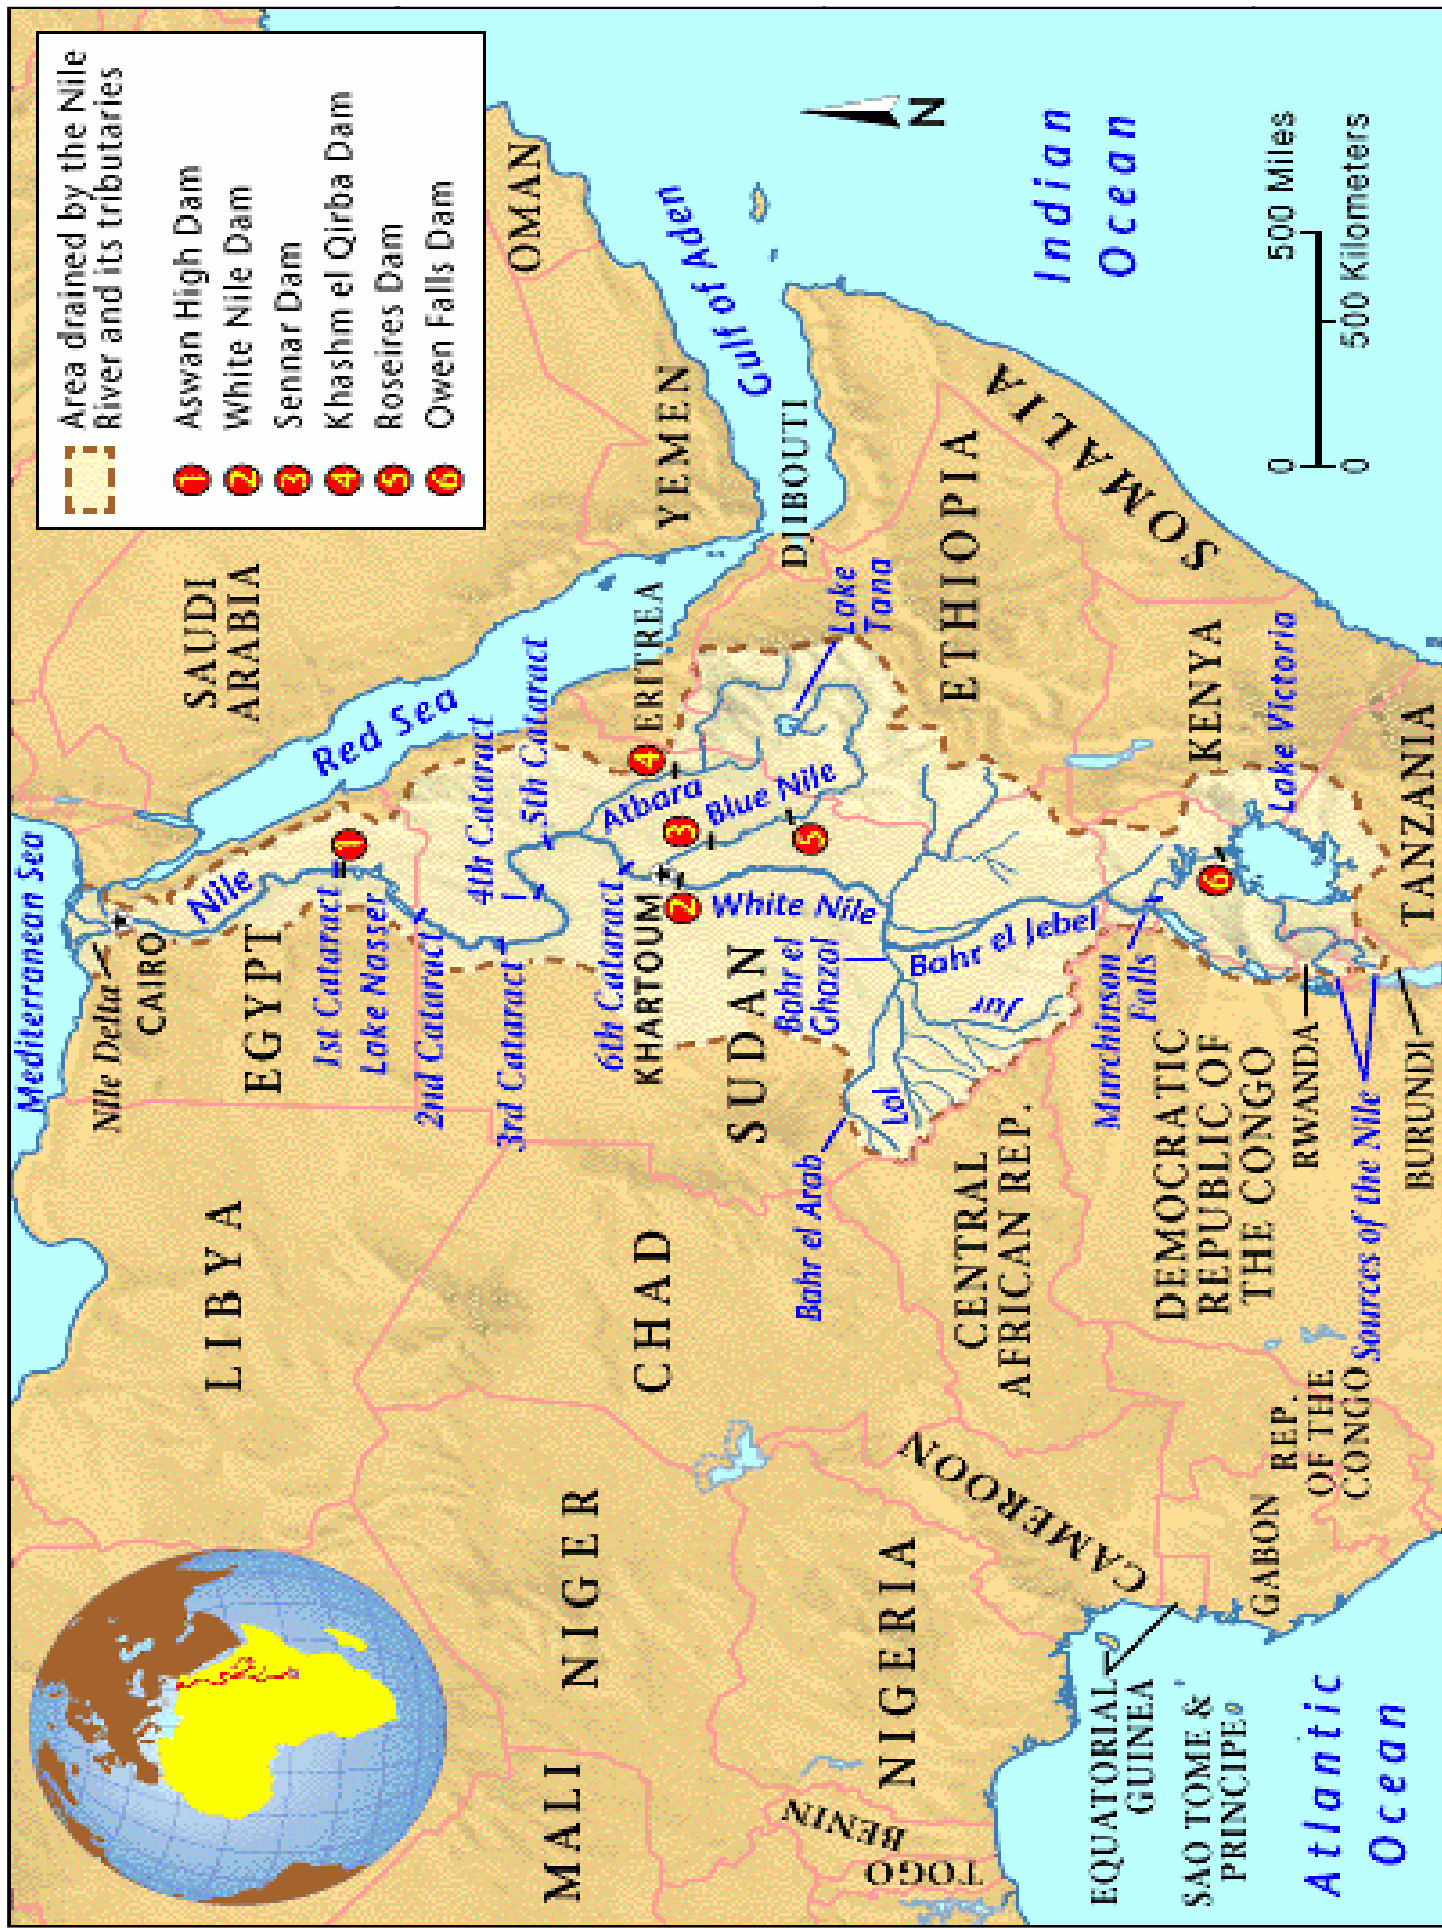 Area drained by the Nile
River and its tributaries
1 Aswan High Dam
2 White Nile Dam
3 Sennar Dam
4 Khashm el Qirba Dam
5 Roseires Dam
6 Owen Falls Dam
Mediterranean Sea
Nile Delta
CAIRO
Nile
EGYPT
LIBYA
SAUDI
ARABIA
Red Sea
1
1st Cataract
Lake Nasser
2nd Cataract
3rd Cataract
4th Cataract
5th Cataract
6th Cataract
KHARTOUM
2
3
4
5
Atbara
Blue Nile
White Nile
ERITREA
YEMEN
OMAN
Gulf of Aden
DJIBOUTI
Lake
Tana
ETHIOPIA
SOMALIA
MALI
NIGER
CHAD
SUDAN
Bahr el
Ghazal
Bahr el Jebel
Jur
Lol
Bahr el Arab
CENTRAL
AFRICAN REP.
NIGERIA
BENIN
TOGO
CAMEROON
EQUATORIAL
GUINEA
SAO TOME &
PRINCIPE
GABON
REP.
OF THE
CONGO
DEMOCRATIC
REPUBLIC OF
THE CONGO
Murchinson
Falls
6
KENYA
Lake Victoria
RWANDA
Sources of the Nile
BURUNDI
TANZANIA
Atlantic
Ocean
Indian
Ocean
N
0 500 Miles
0 500 Kilometers